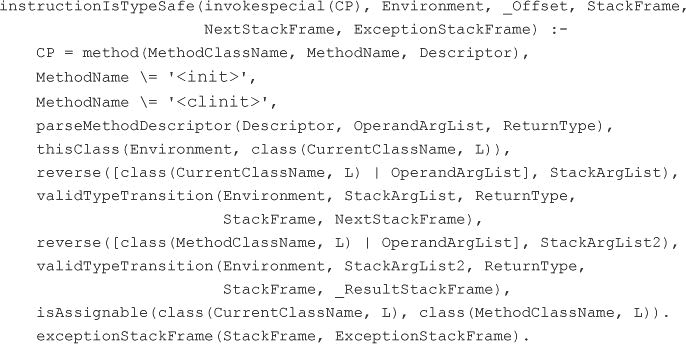 instructionIsTypeSafe(invokespecial(CP), Environment, _Offset, StackFrame,
NextStackFrame, ExceptionStackFrame) :-
CP = method(MethodClassName, MethodName, Descriptor),
MethodName \= '<init>',
MethodName \= '<clinit>',
parseMethodDescriptor(Descriptor, OperandArgList, ReturnType),
thisClass(Environment, class(CurrentClassName, L)),
reverse([class(CurrentClassName, L) | OperandArgList], StackArgList),
validTypeTransition(Environment, StackArgList, ReturnType,
StackFrame, NextStackFrame),
reverse([class(MethodClassName, L) | OperandArgList], StackArgList2),
validTypeTransition(Environment, StackArgList2, ReturnType,
StackFrame, _ResultStackFrame),
isAssignable(class(CurrentClassName, L), class(MethodClassName, L)).
exceptionStackFrame(StackFrame, ExceptionStackFrame).